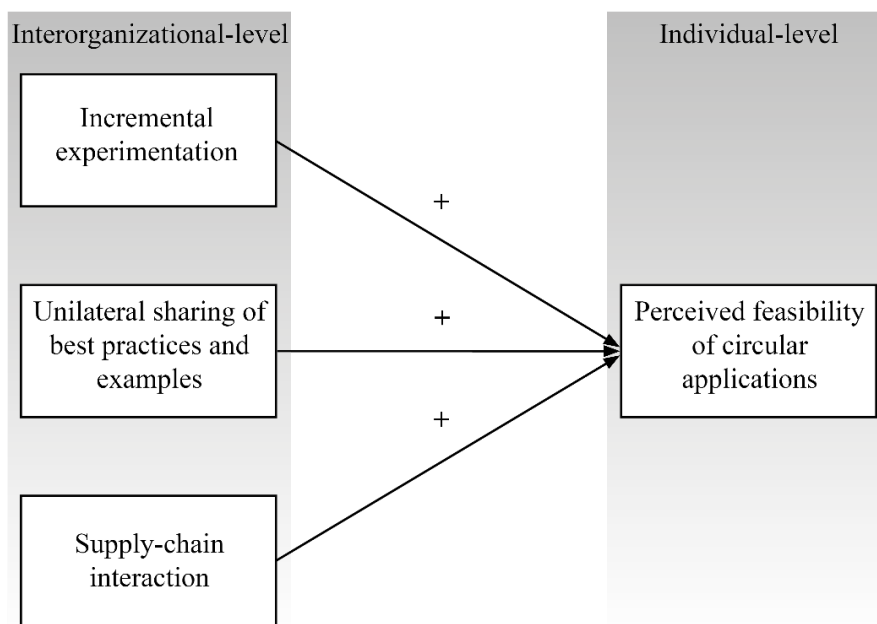 Interorganizational-level
Individual-level
Incremental
experimentation
+
Unilateral sharing of
best practices and
examples
+
Perceived feasibility
of circular
applications
+
Supply-chain
interaction